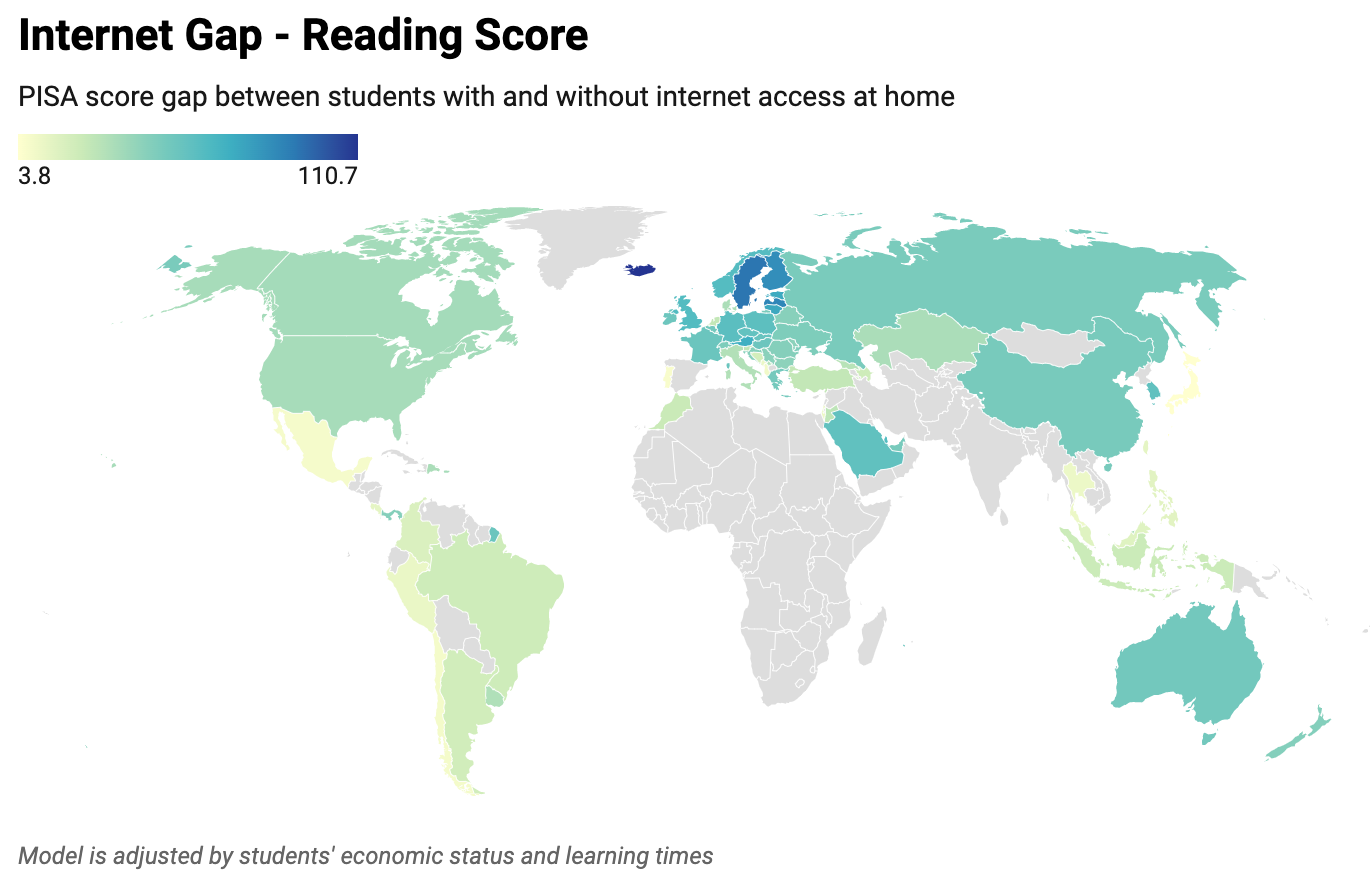 Internet Gap - Reading Score
PISA score gap between students with and without internet access at home
3.8 110.7
Model is adjusted by students' economic status and learning times